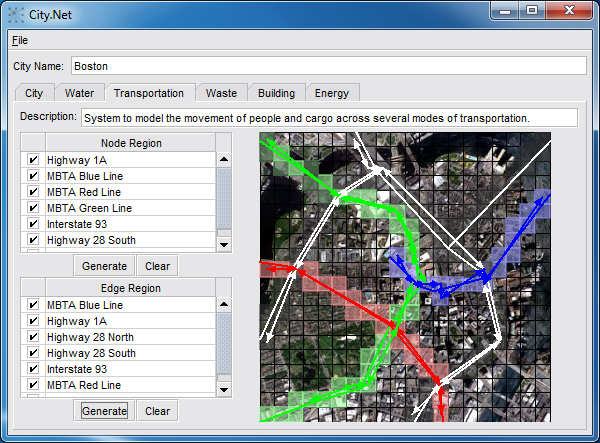 City.Net
File
City Name: Boston
City Water Transportation Waste Building Energy
Description: System to model the movement of people and cargo across several modes of transportation.
Node Region
Highway 1A
MBTA Blue Line
MBTA Red Line
MBTA Green Line
Interstate 93
Highway 28 South
Generate Clear
Edge Region
MBTA Blue Line
Highway 1A
Highway 28 North
Highway 28 South
Interstate 93
MBTA Red Line
Generate Clear